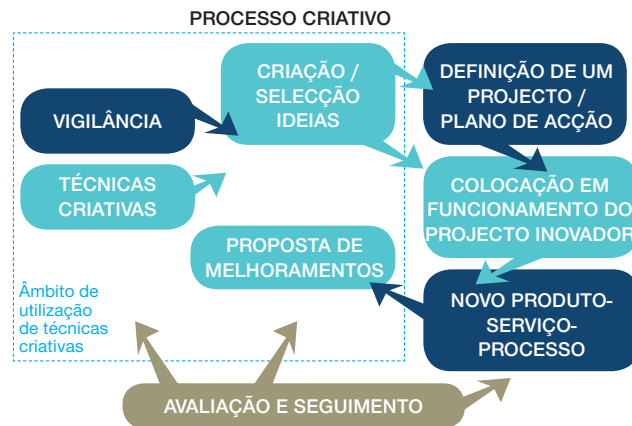 PROCESSO CRIATIVO
CRIAÇÃO /
SELECÇÃO
IDEIAS
DEFINIÇÃO DE UM
PROJECTO /
PLANO DE ACÇÃO
VIGILÂNCIA
TÉCNICAS
CRIATIVAS
COLOCAÇÃO EM
FUNCIONAMENTO DO
PROJECTO INOVADOR
PROPOSTA DE
MELHORAMENTOS
NOVO PRODUTO-
SERVIÇO-
PROCESSO
Âmbito de
utilização
de técnicas
criativas
AVALIAÇÃO E SEGUIMENTO